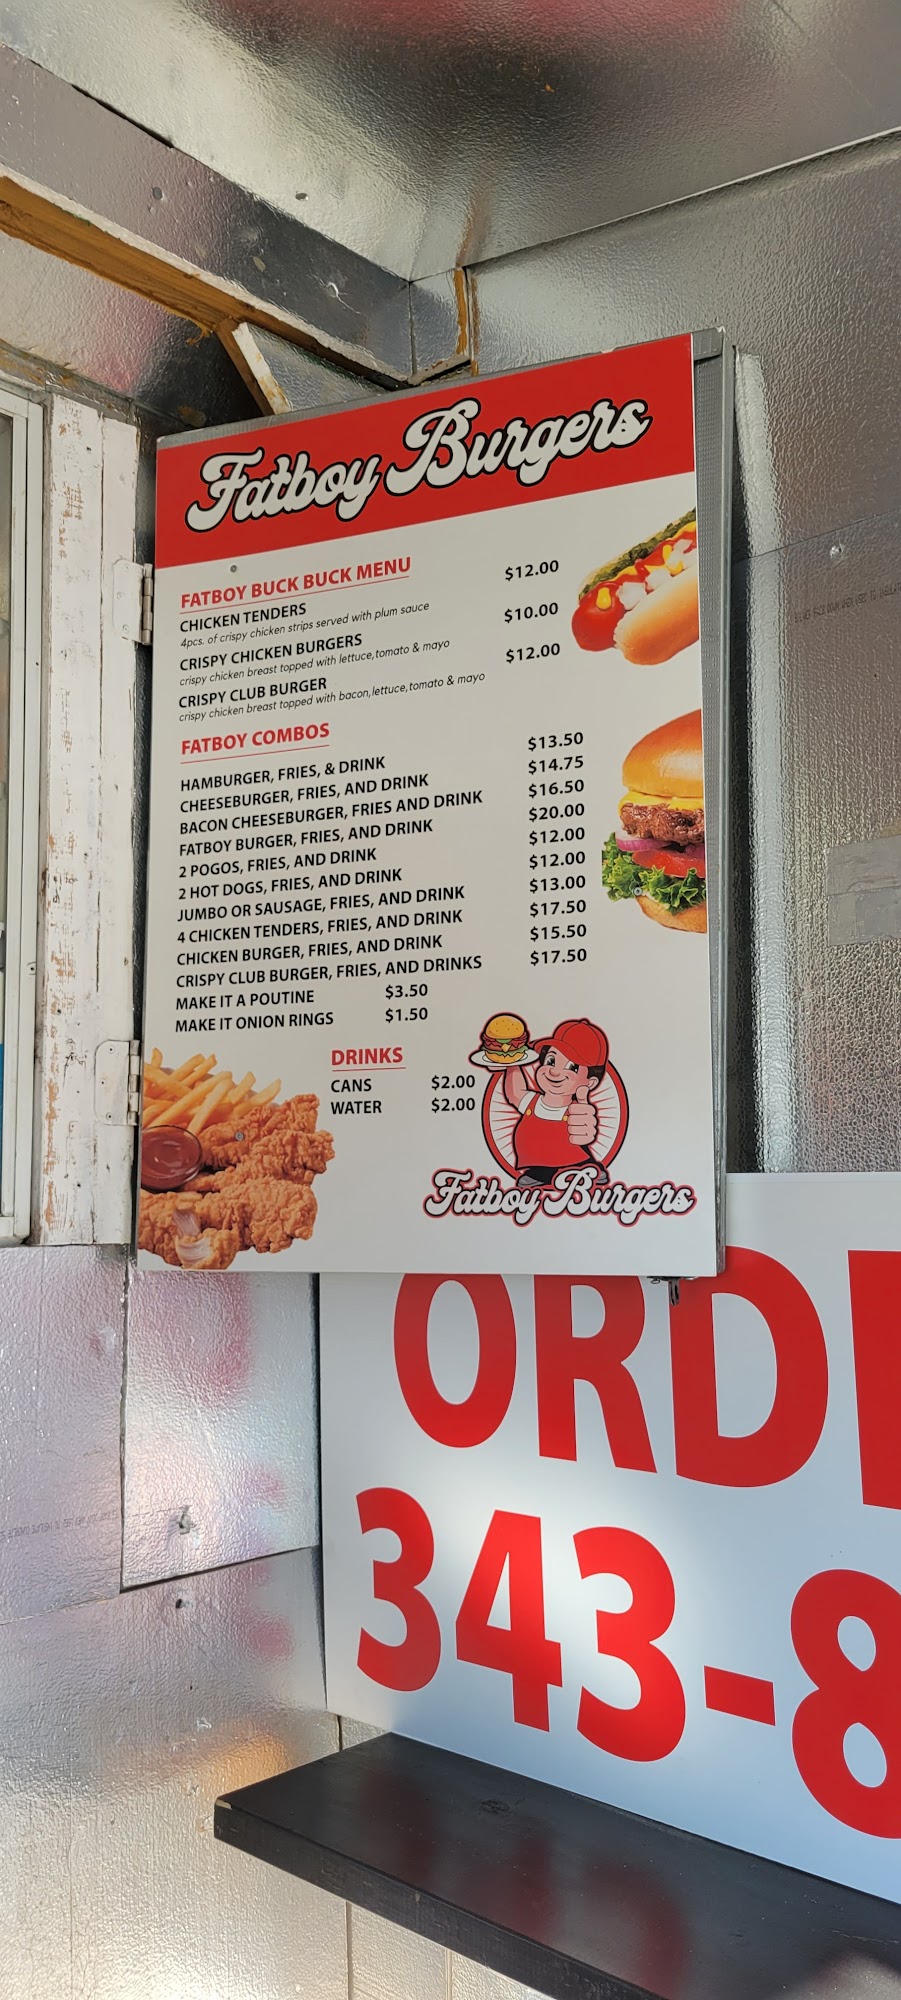 Fatboy Burgers
FATBOY BUCK BUCK MENU
CHICKEN TENDERS $12.00
4pcs. of crispy chicken strips served with plum sauce
CRISPY CHICKEN BURGERS $10.00
crispy chicken breast topped with lettuce,tomato & mayo
CRISPY CLUB BURGER $12.00
crispy chicken breast topped with bacon,lettuce,tomato & mayo
FATBOY COMBOS
HAMBURGER, FRIES, & DRINK $13.50
CHEESEBURGER, FRIES, AND DRINK $14.75
BACON CHEESEBURGER, FRIES AND DRINK $16.50
FATBOY BURGER, FRIES, AND DRINK $20.00
2 POGOS, FRIES, AND DRINK $12.00
2 HOT DOGS, FRIES, AND DRINK $12.00
JUMBO OR SAUSAGE, FRIES, AND DRINK $13.00
4 CHICKEN TENDERS, FRIES, AND DRINK $17.50
CHICKEN BURGER, FRIES, AND DRINK $15.50
CRISPY CLUB BURGER, FRIES, AND DRINKS $17.50
MAKE IT A POUTINE $3.50
MAKE IT ONION RINGS $1.50
DRINKS
CANS $2.00
WATER $2.00
Fatboy Burgers
ORD
343-8